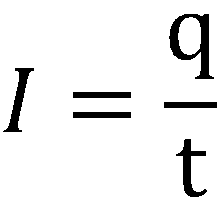 I = q/t